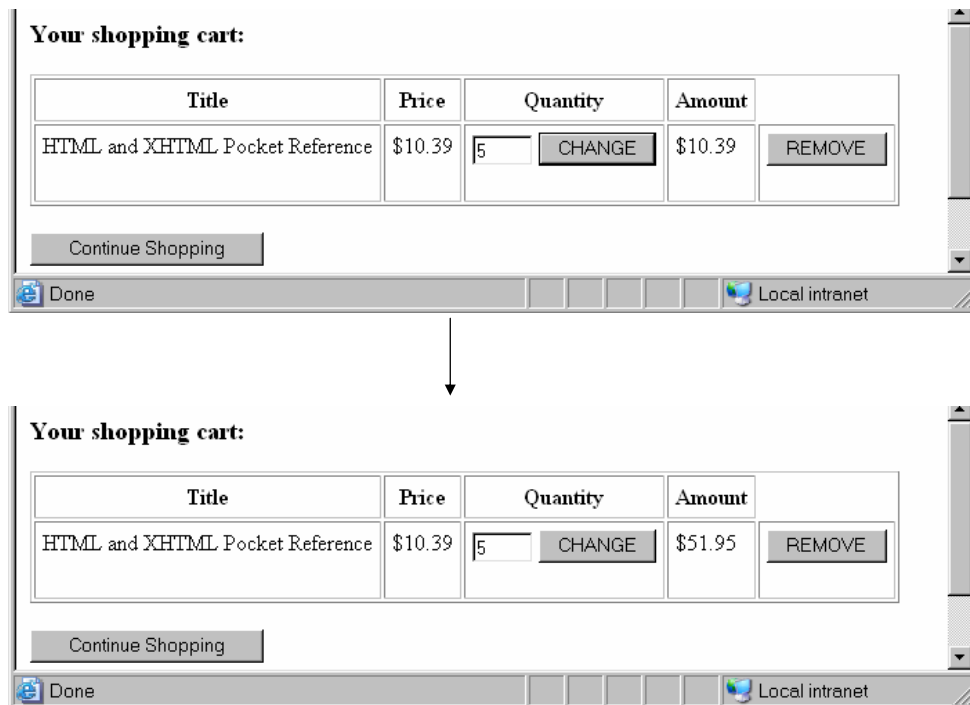 Your shopping cart:
Title Price Quantity Amount
HTML and XHTML Pocket Reference $10.39 5 CHANGE $10.39 REMOVE
Continue Shopping
Done Local intranet
Your shopping cart:
Title Price Quantity Amount
HTML and XHTML Pocket Reference $10.39 5 CHANGE $51.95 REMOVE
Continue Shopping
Done Local intranet